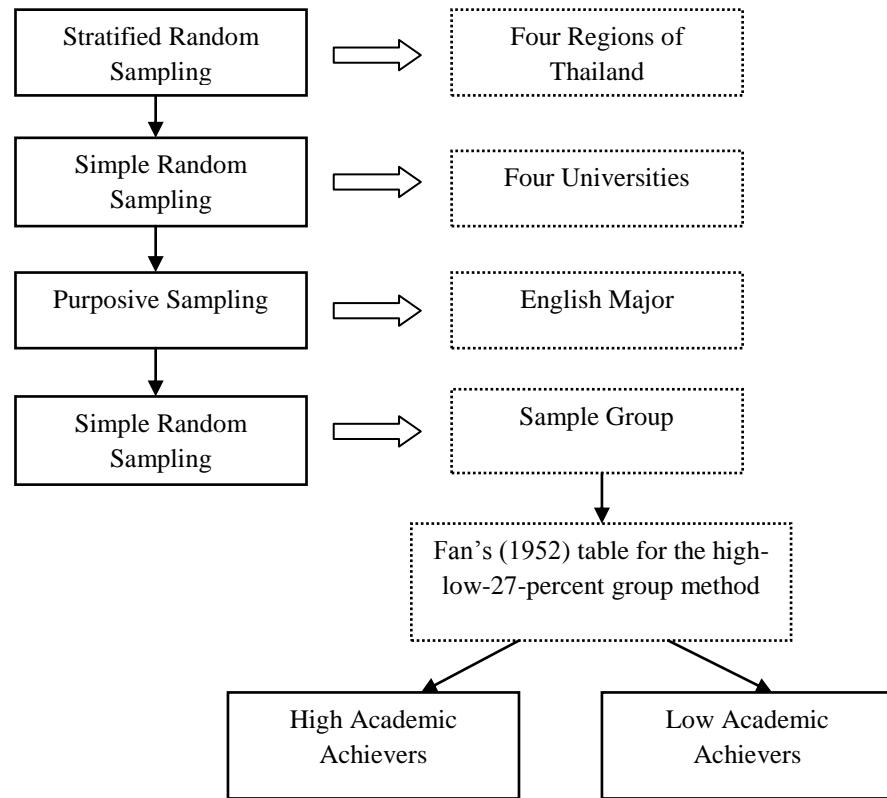 Stratified Random
Sampling
Four Regions of
Thailand
Simple Random
Sampling
Four Universities
Purposive Sampling
English Major
Simple Random
Sampling
Sample Group
Fan’s (1952) table for the high-
low-27-percent group method
High Academic
Achievers
Low Academic
Achievers